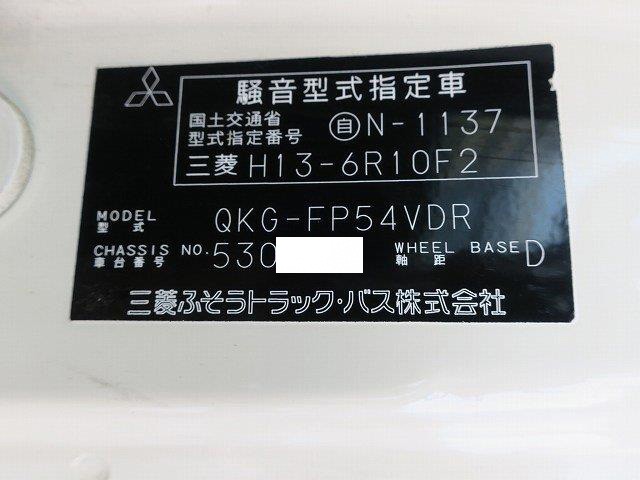 騒音型式指定車
国土交通省
型式指定番号 自N-1137
三菱 H13-6R10F2
MODEL QKG-FP54VDR
型式
CHASSIS NO. 530 WHEEL BASE D
車台番号 軸距
三菱ふそうトラック・バス株式会社